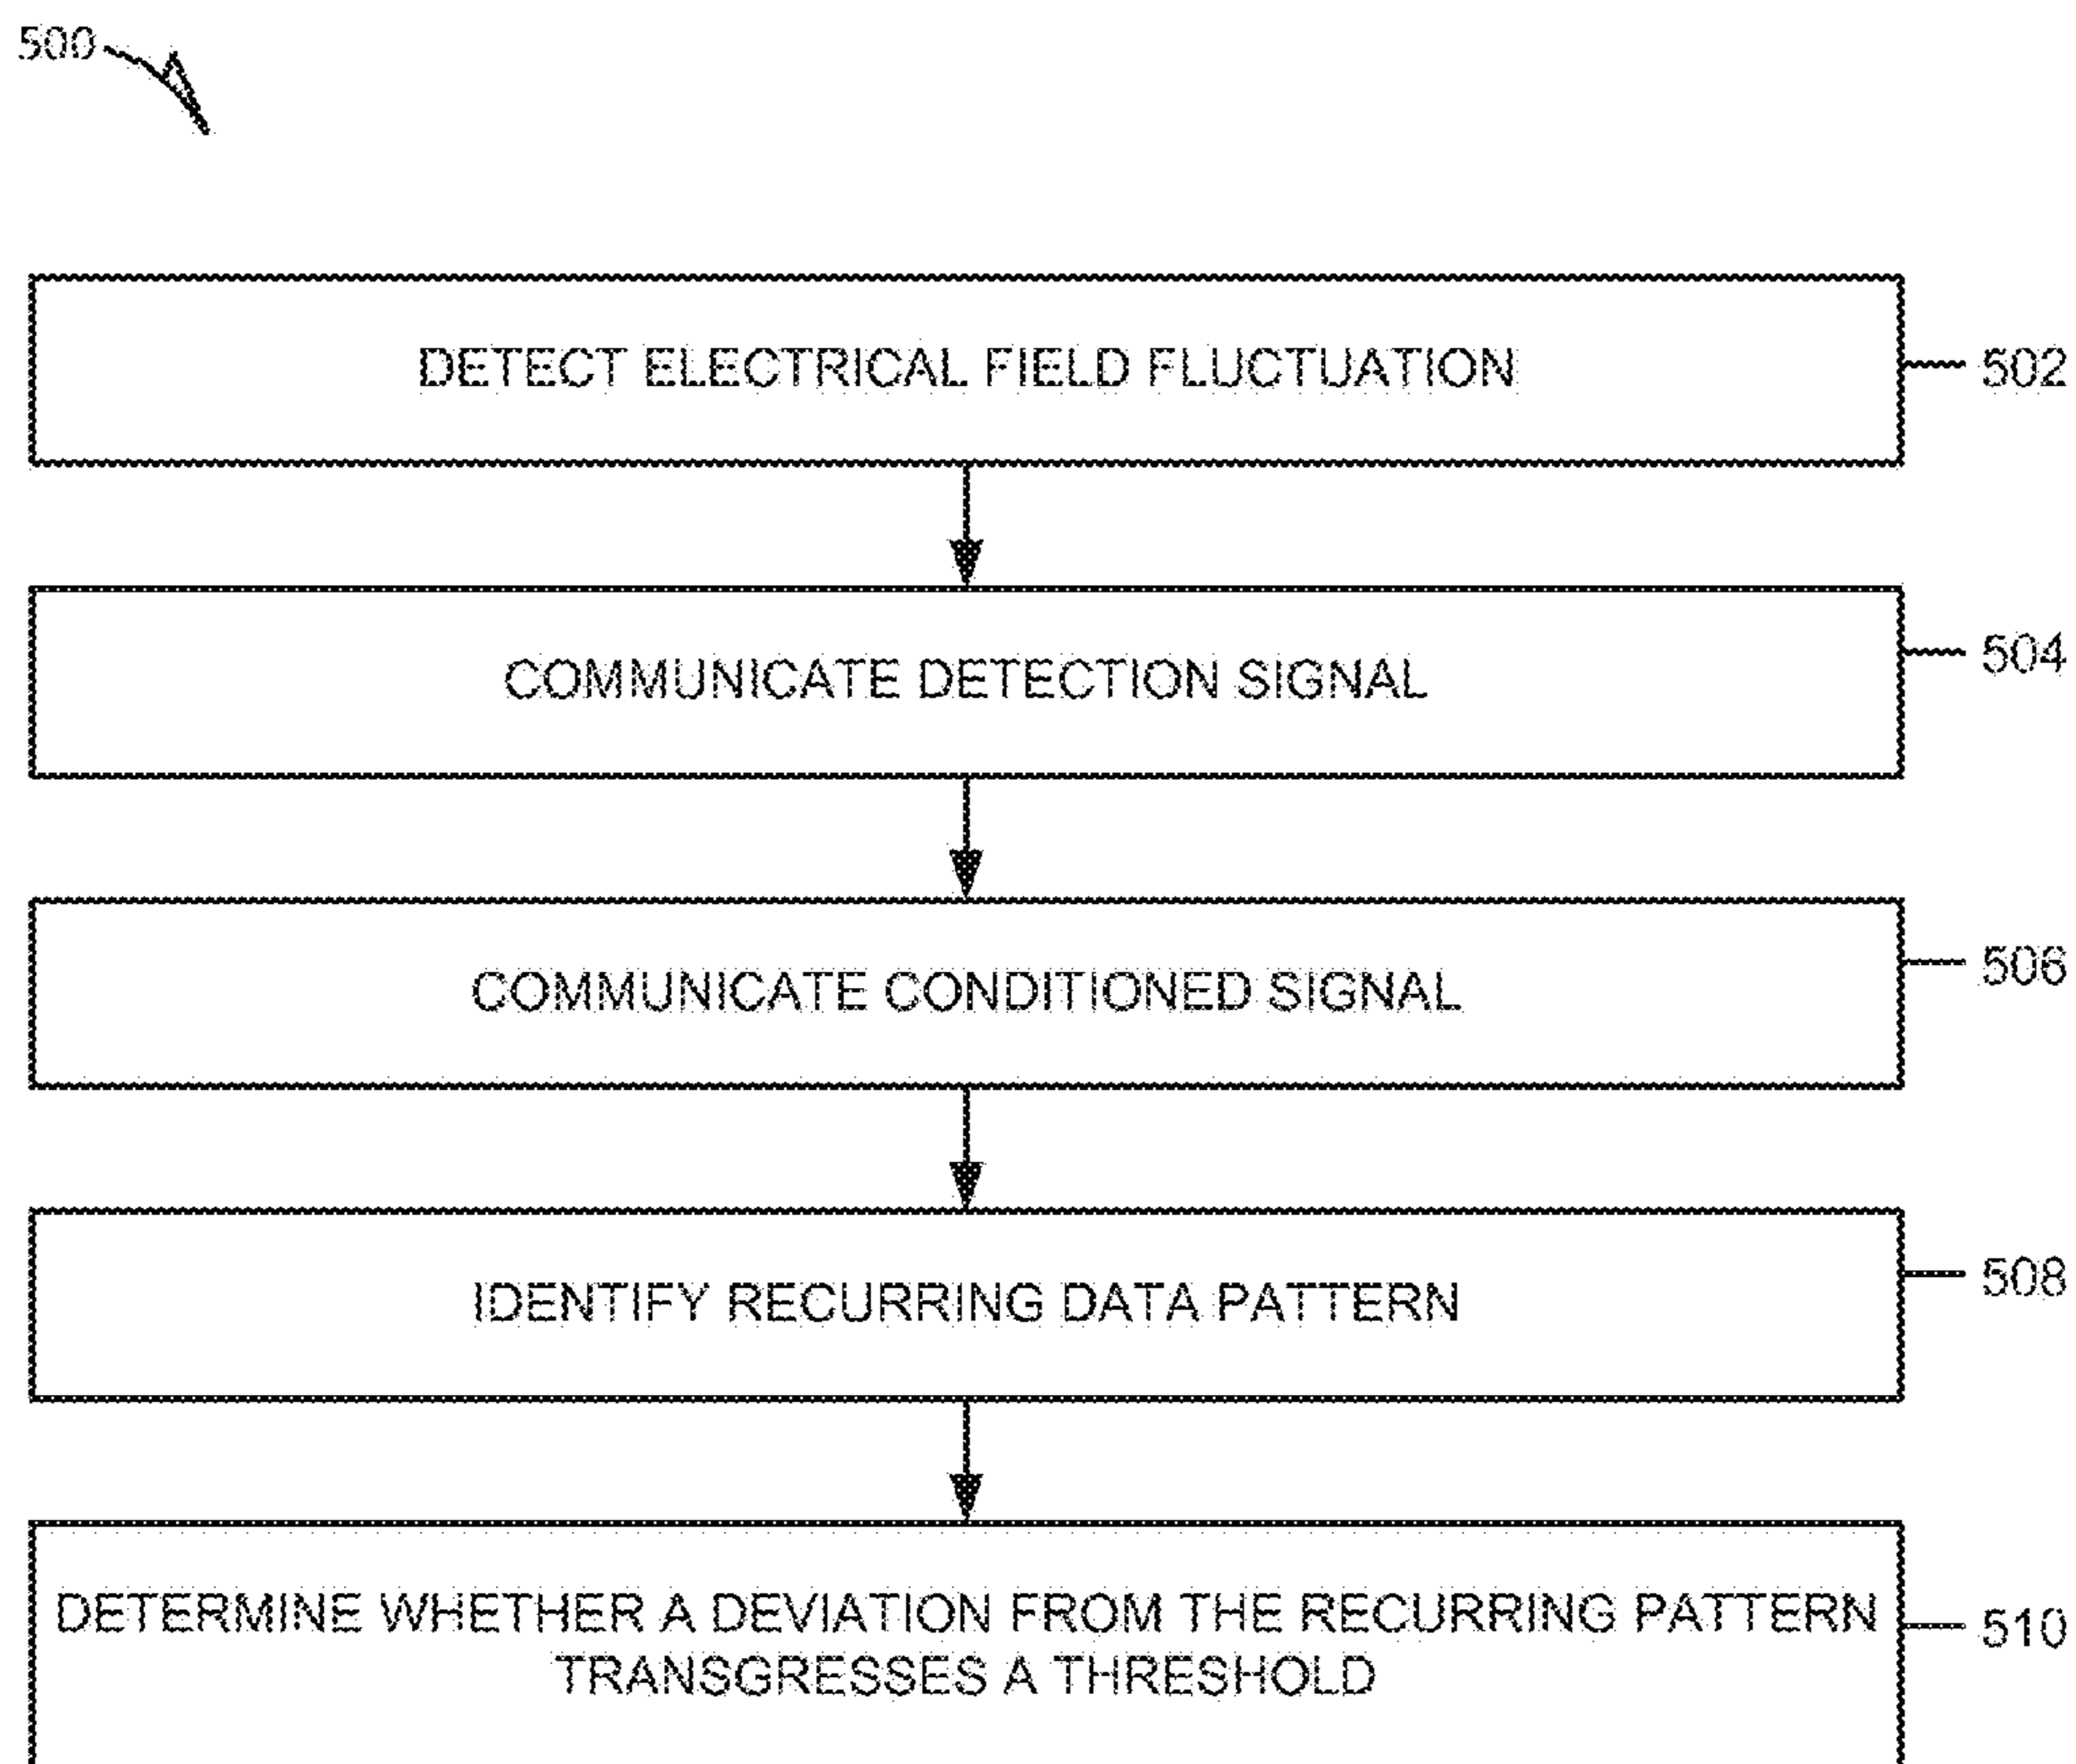 500
DETECT ELECTRICAL FIELD FLUCTUATION
502
COMMUNICATE DETECTION SIGNAL
504
COMMUNICATE CONDITIONED SIGNAL
506
IDENTIFY RECURRING DATA PATTERN
508
DETERMINE WHETHER A DEVIATION FROM THE RECURRING PATTERN
TRANSGRESSES A THRESHOLD
510